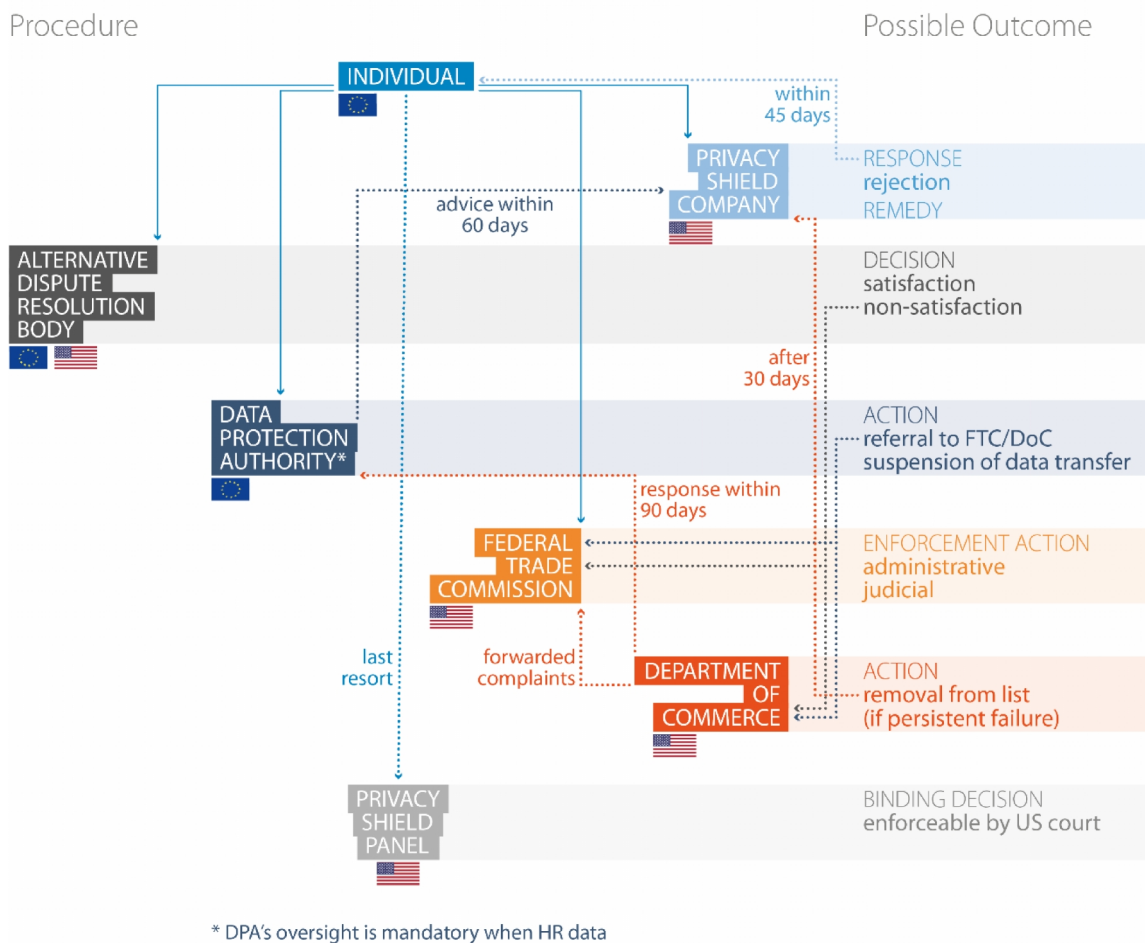 Procedure
Possible Outcome
INDIVIDUAL
within
45 days
PRIVACY
SHIELD
COMPANY
RESPONSE
rejection
REMEDY
advice within
60 days
ALTERNATIVE
DISPUTE
RESOLUTION
BODY
DECISION
satisfaction
non-satisfaction
after
30 days
DATA
PROTECTION
AUTHORITY*
ACTION
referral to FTC/DoC
suspension of data transfer
response within
90 days
FEDERAL
TRADE
COMMISSION
ENFORCEMENT ACTION
administrative
judicial
last
resort
forwarded
complaints
DEPARTMENT
OF
COMMERCE
ACTION
removal from list
(if persistent failure)
PRIVACY
SHIELD
PANEL
BINDING DECISION
enforceable by US court
* DPA's oversight is mandatory when HR data